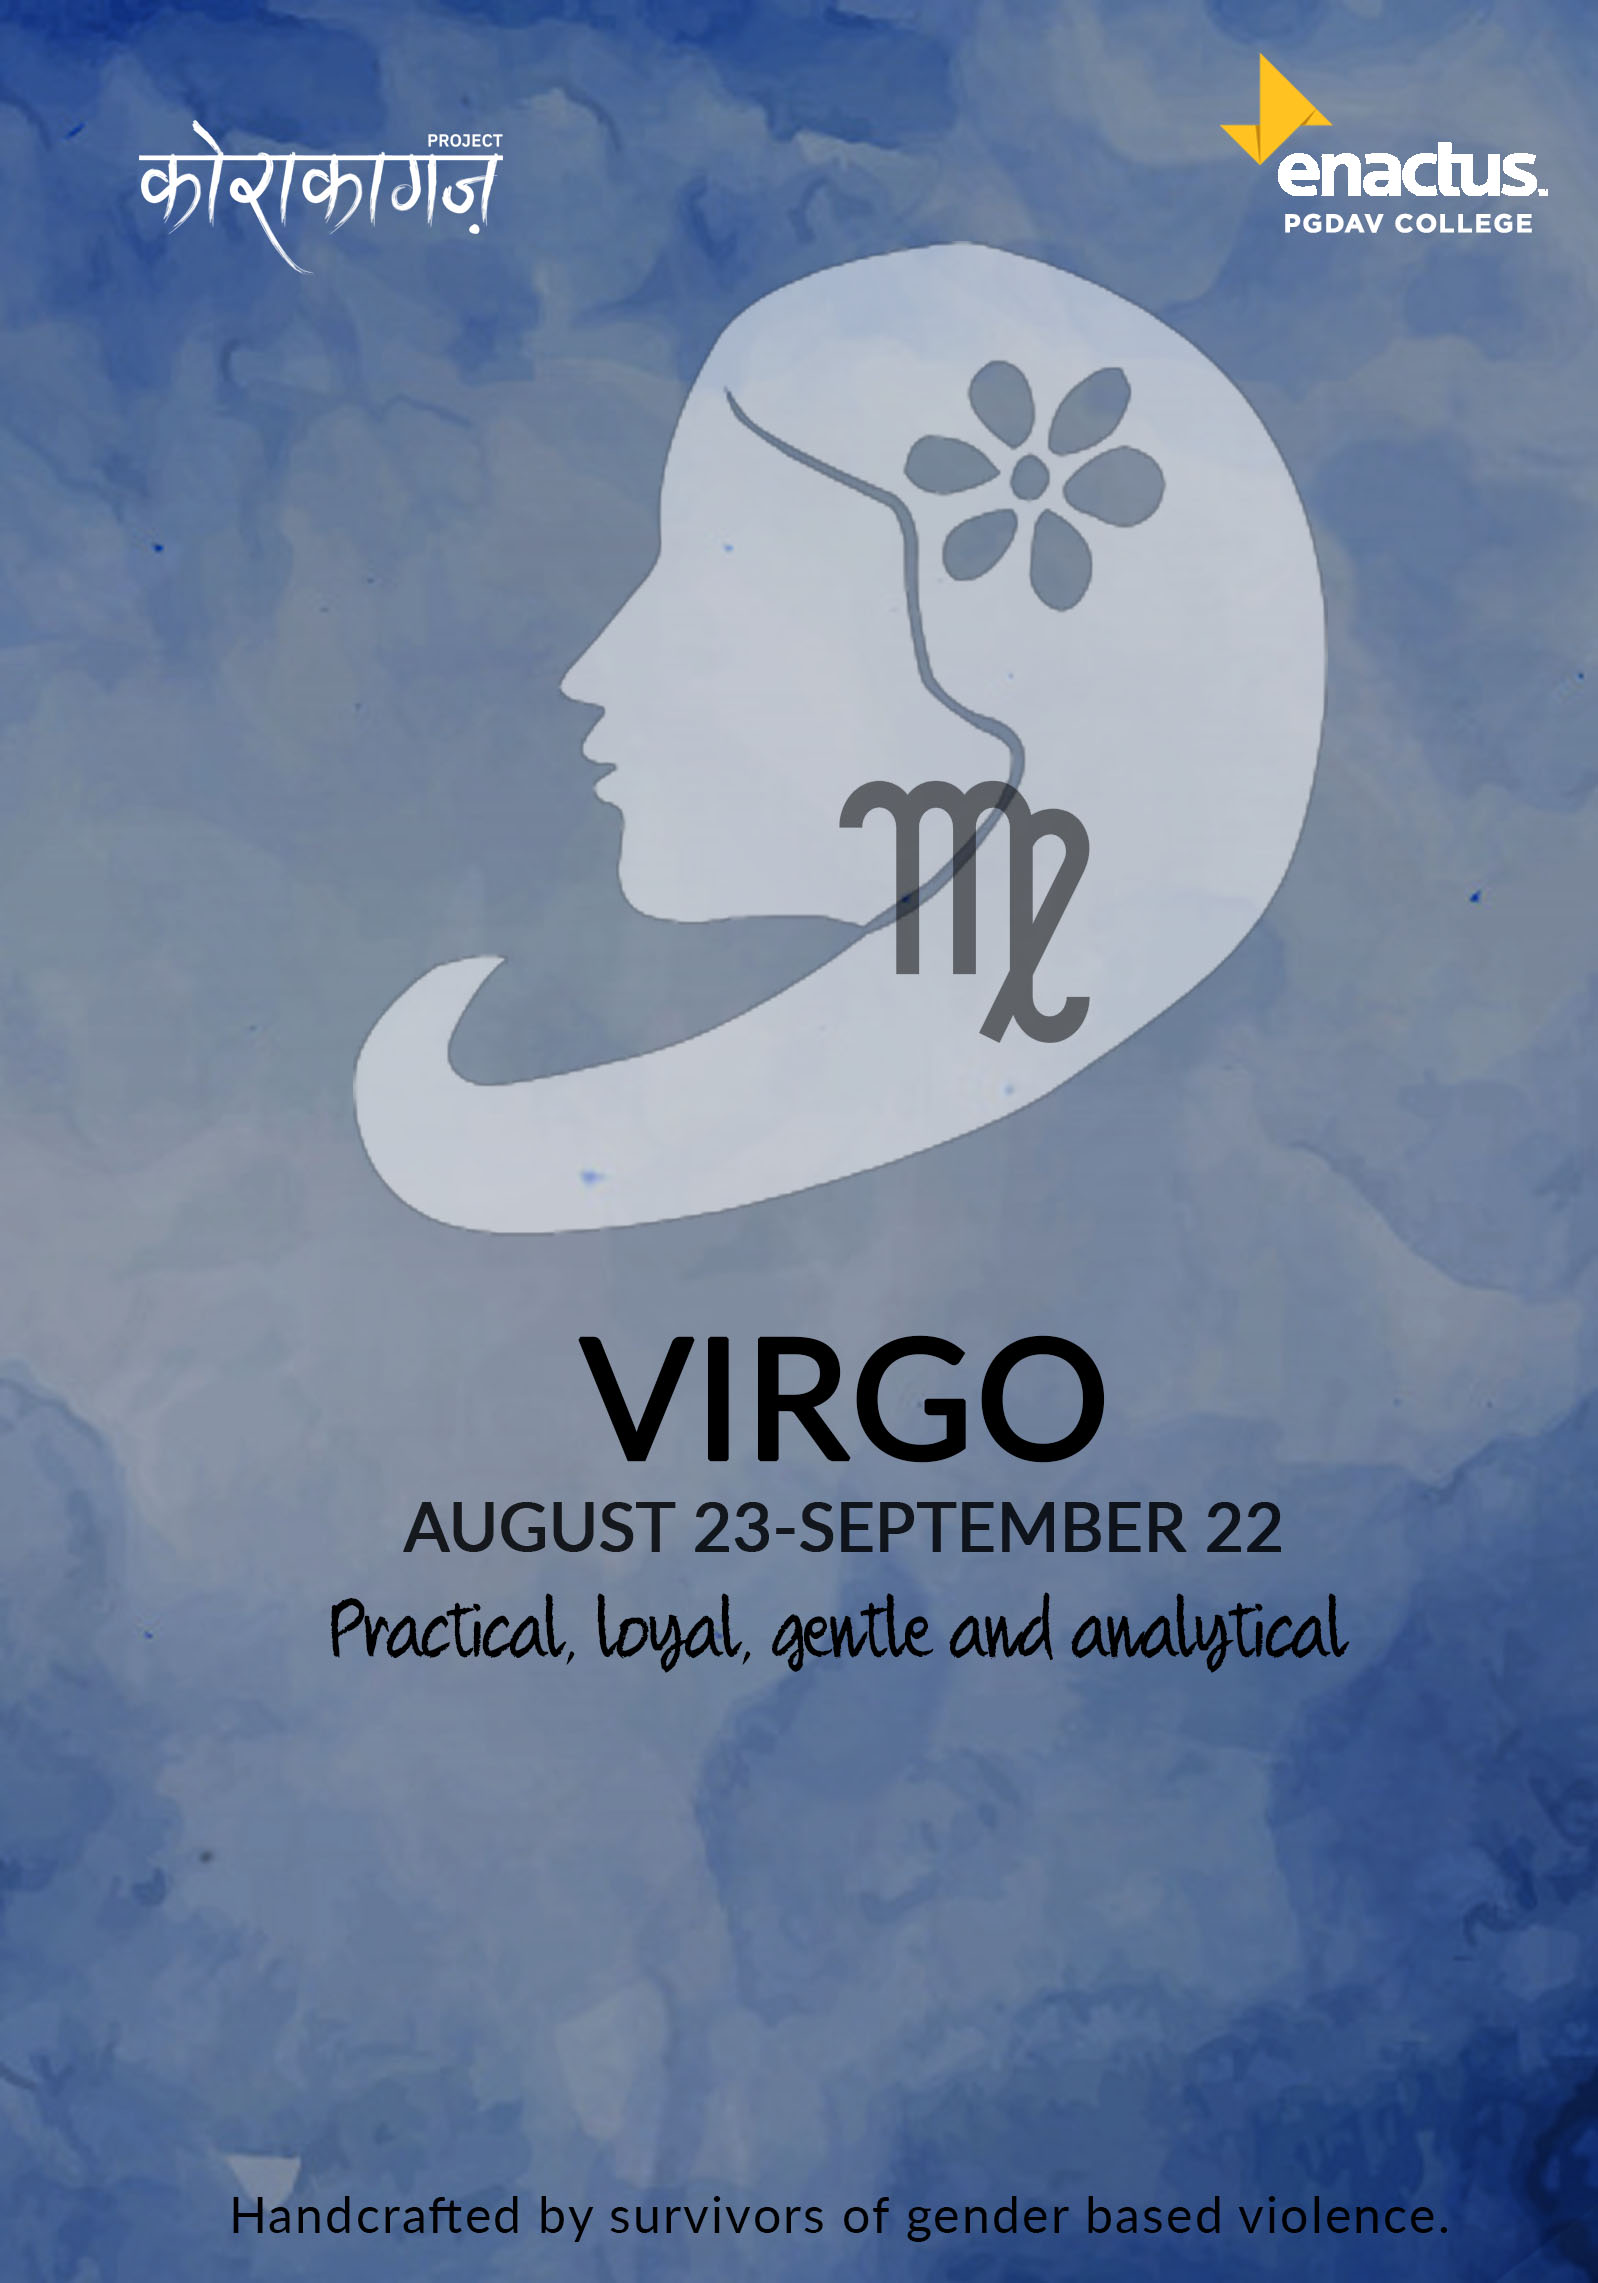 PROJECT
कोरा कागज़
enactus.
PGDAV COLLEGE
VIRGO
AUGUST 23-SEPTEMBER 22
Practical, loyal, gentle and analytical
Handcrafted by survivors of gender based violence.